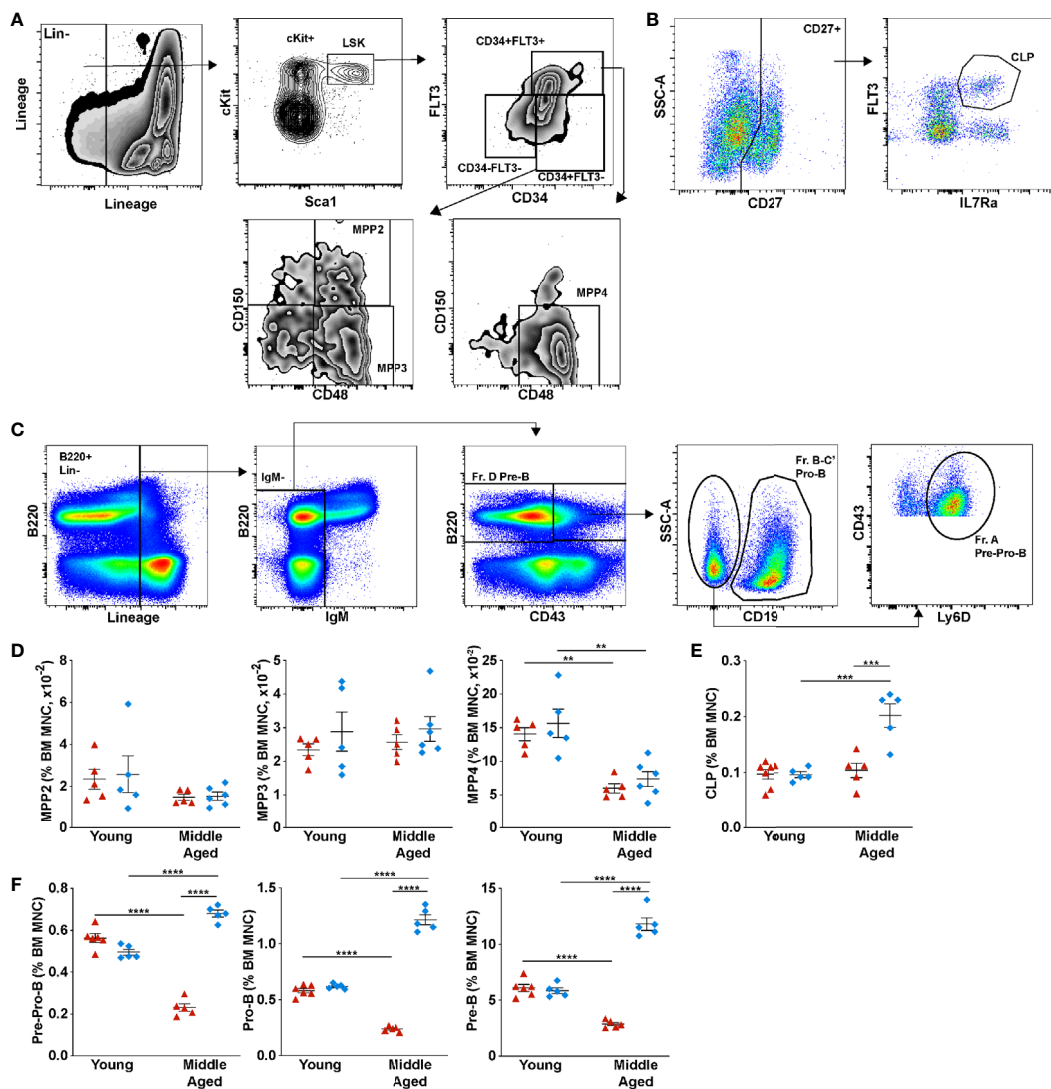 A
Lin-
Lineage
Lineage
cKit+
LSK
cKit
Sca1
CD34+FLT3+
FLT3
CD34-FLT3-
CD34+FLT3-
CD34
MPP2
CD150
MPP3
CD48
MPP4
CD150
CD48
B
CD27+
SSC-A
CD27
CLP
FLT3
IL7Ra
C
B220+
Lin-
B220
Lineage
IgM-
B220
IgM
Fr. D Pre-B
B220
CD43
Fr. B-C'
Pro-B
SSC-A
CD19
CD43
Fr. A
Pre-Pro-B
Ly6D
D
MPP2 (% BM MNC, x10-2)
8
6
4
2
0
Young
Middle
Aged
MPP3 (% BM MNC, x10-2)
5
4
3
2
1
0
Young
Middle
Aged
MPP4 (% BM MNC, x10-2)
25
20
15
10
5
0
**
**
Young
Middle
Aged
E
CLP (% BM MNC)
0.3
0.2
0.1
0.0
***
***
Young
Middle
Aged
F
Pre-Pro-B (% BM MNC)
0.8
0.6
0.4
0.2
0.0
****
****
****
Young
Middle
Aged
Pro-B (% BM MNC)
1.5
1.0
0.5
0.0
****
****
****
Young
Middle
Aged
Pre-B (% BM MNC)
15
10
5
0
****
****
****
Young
Middle
Aged